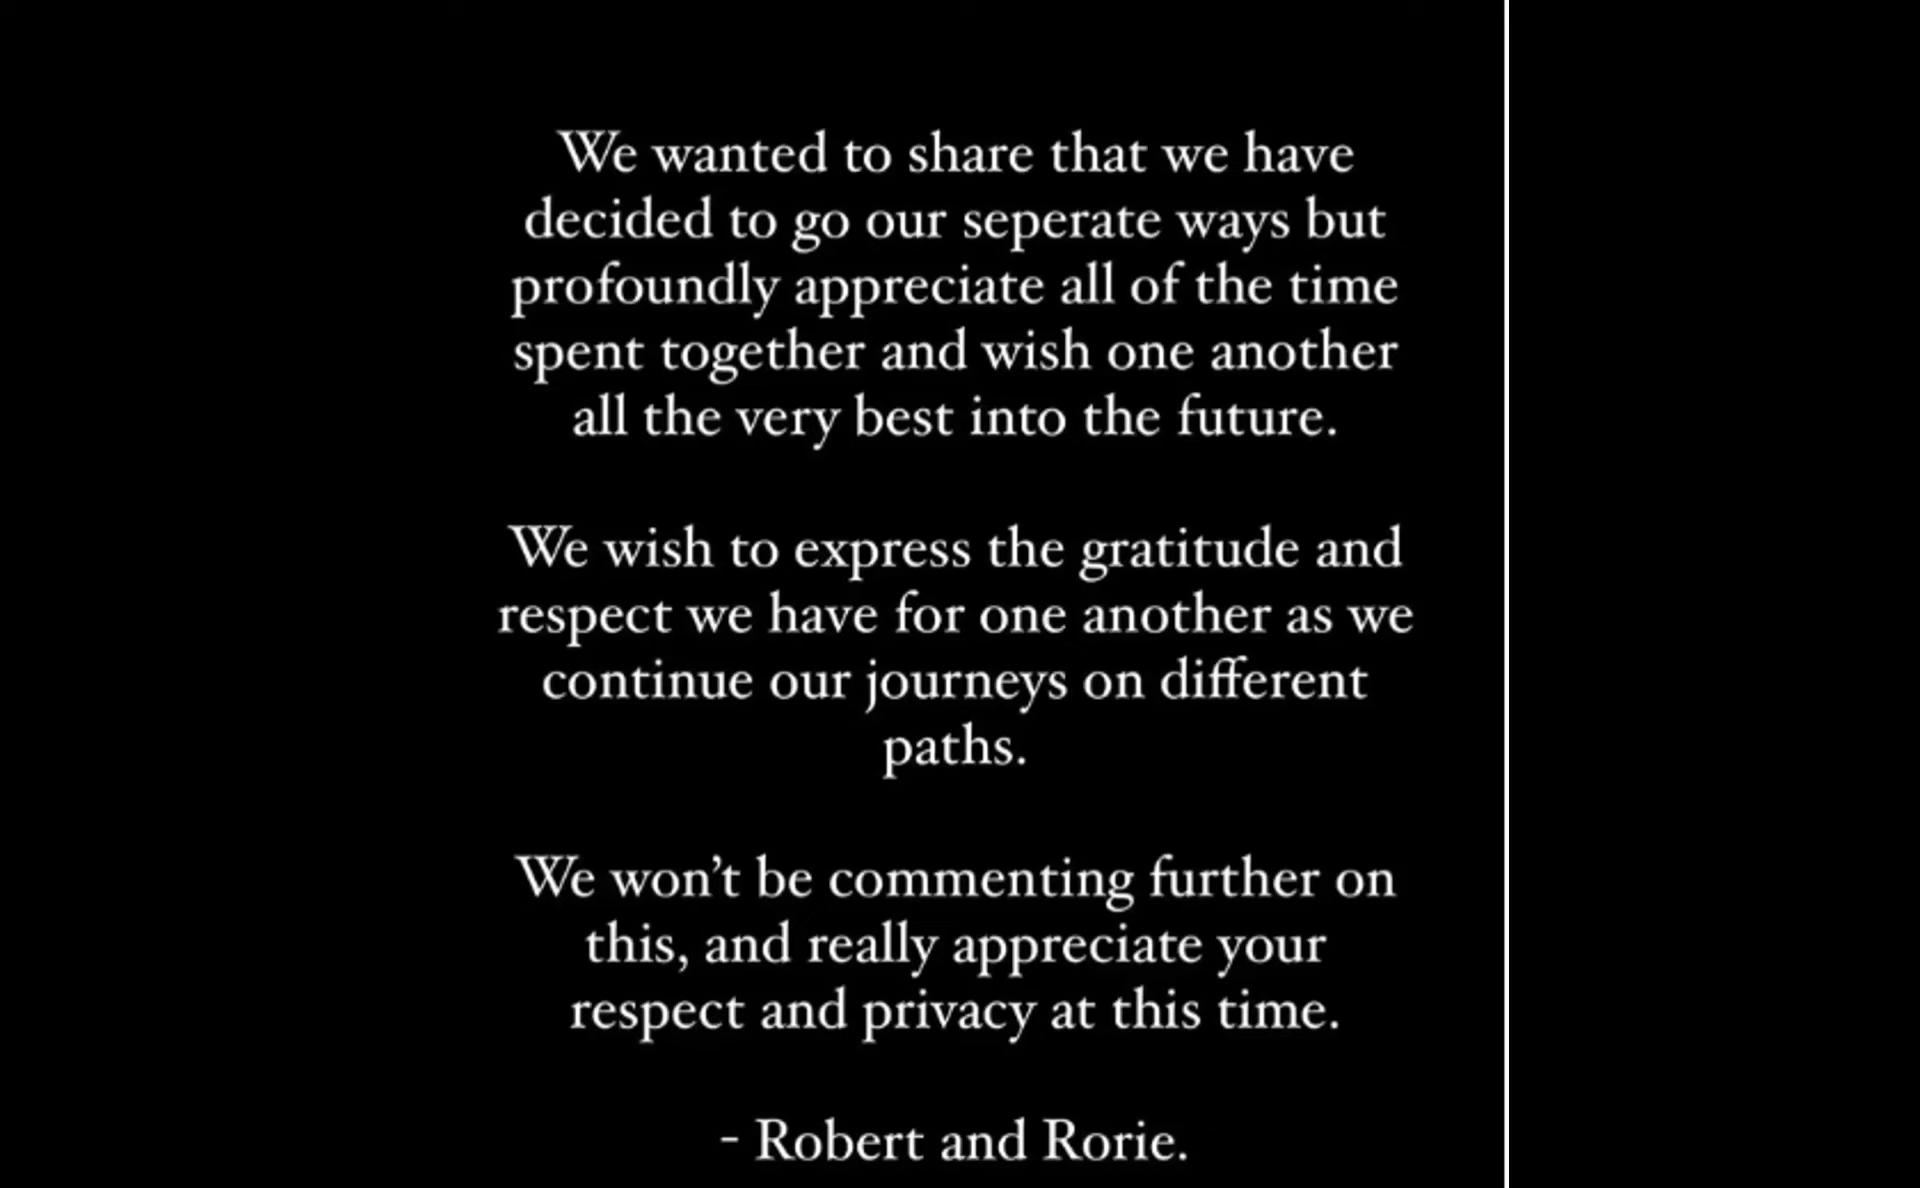 We wanted to share that we have
decided to go our seperate ways but
profoundly appreciate all of the time
spent together and wish one another
all the very best into the future.
We wish to express the gratitude and
respect we have for one another as we
continue our journeys on different
paths.
We won’t be commenting further on
this, and really appreciate your
respect and privacy at this time.
- Robert and Rorie.